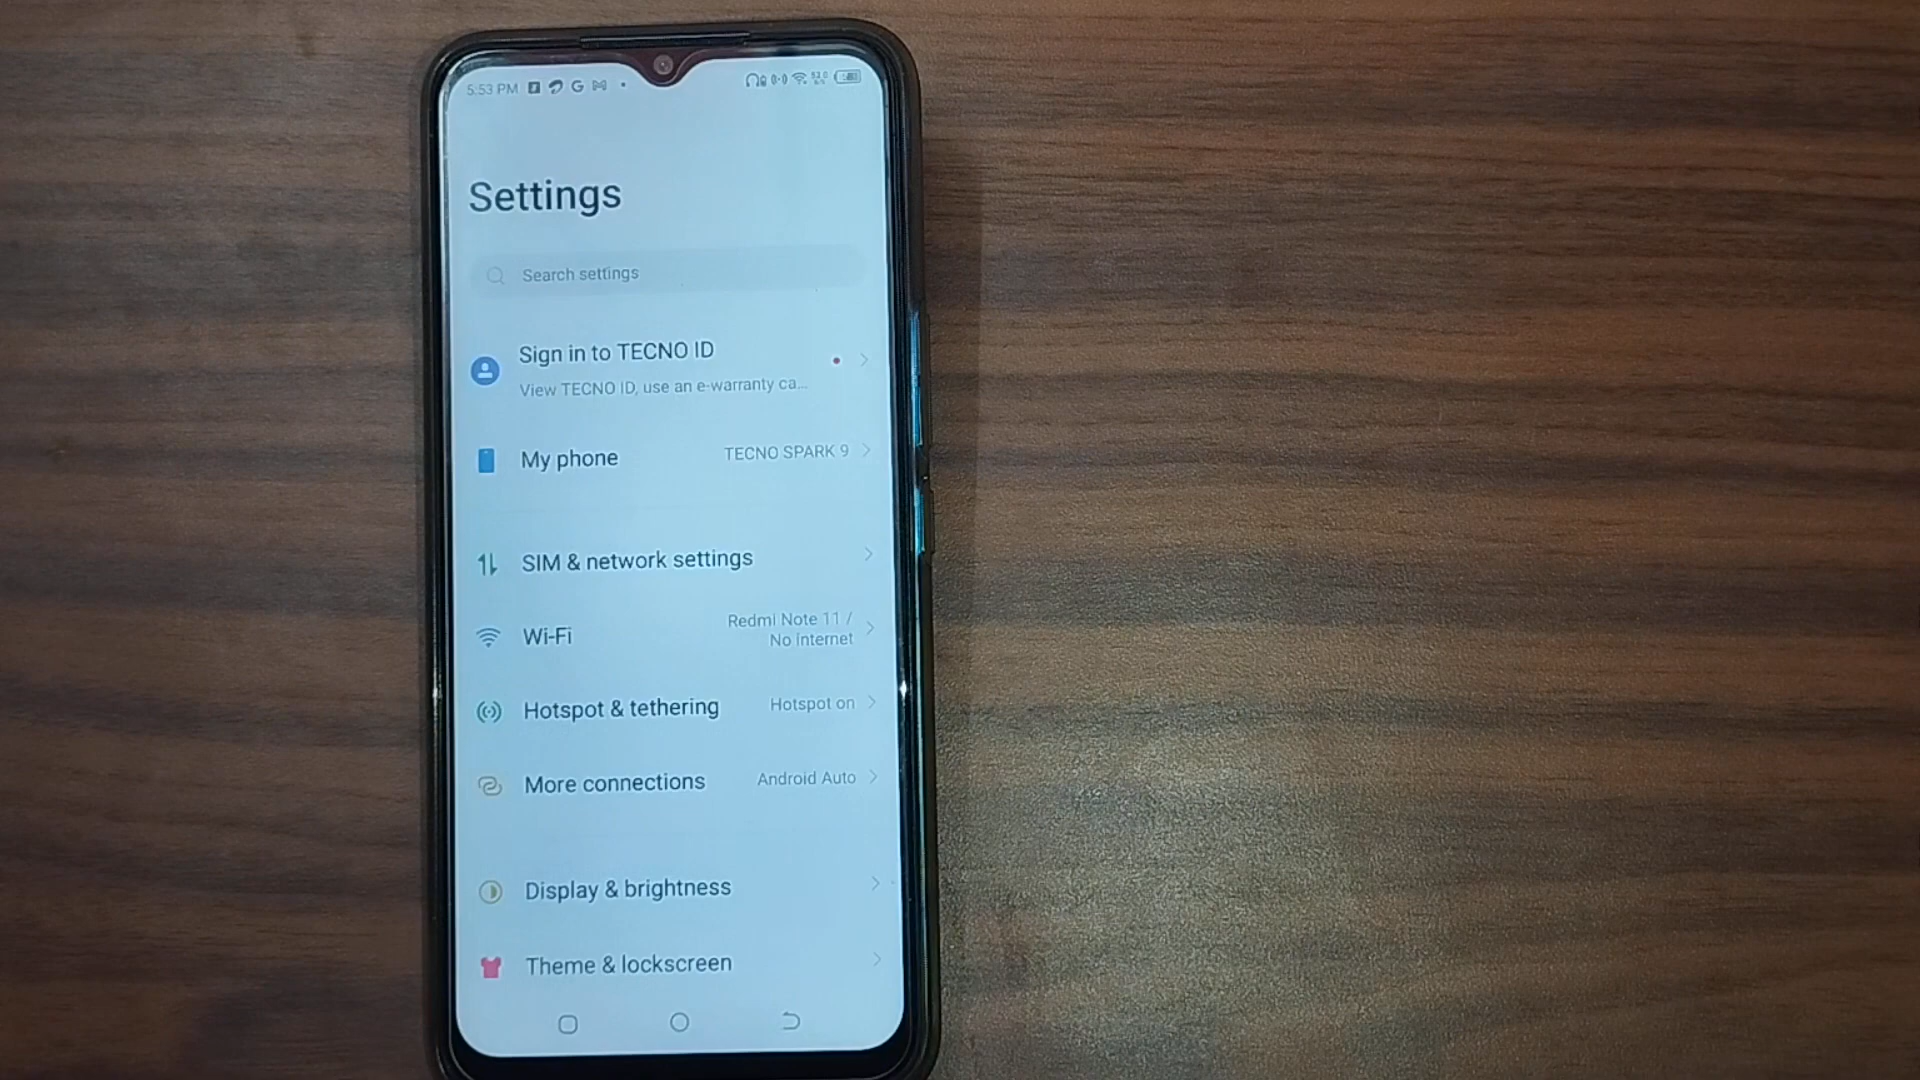 5:53 PM
Settings
Search settings
Sign in to TECNO ID
View TECNO ID, use an e-warranty ca...
My phone
TECNO SPARK 9
SIM & network settings
Wi-Fi
Redmi Note 11 /
No internet
Hotspot & tethering
Hotspot on
More connections
Android Auto
Display & brightness
Theme & lockscreen